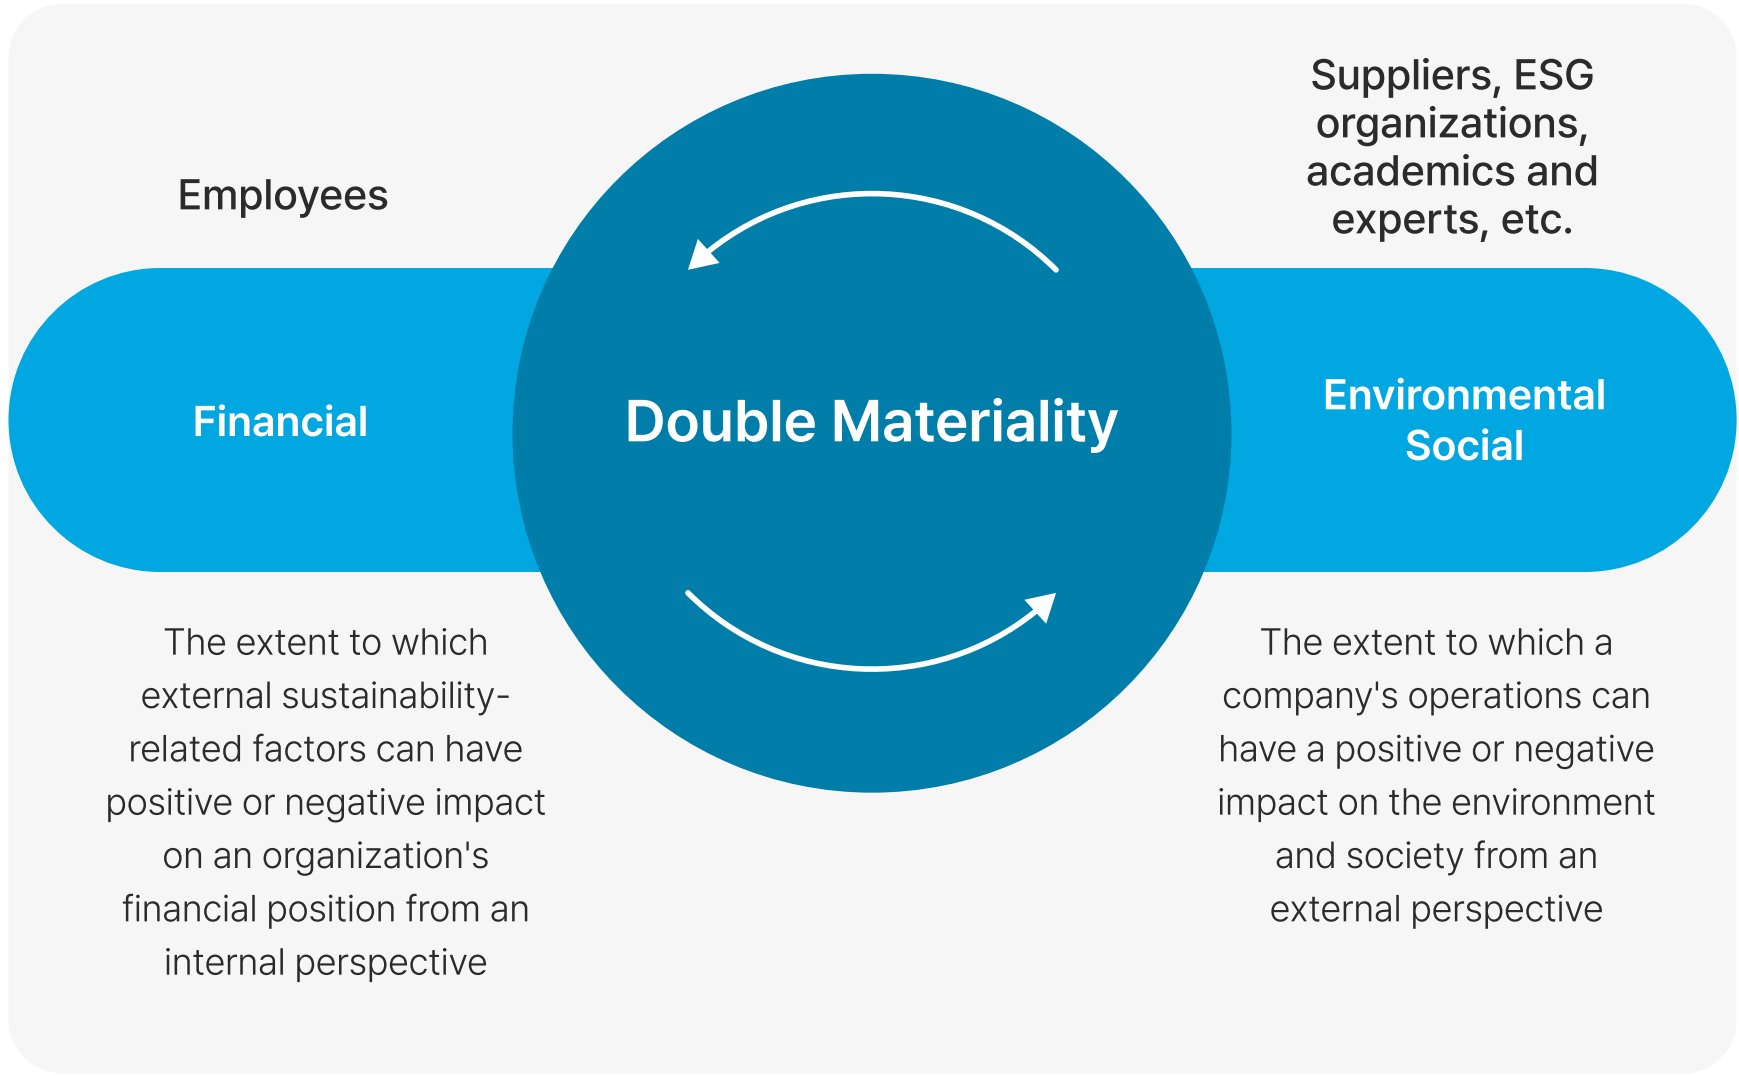 Employees
Suppliers, ESG
organizations,
academics and
experts, etc.
Financial
Double Materiality
Environmental
Social
The extent to which
external sustainability-
related factors can have
positive or negative impact
on an organization's
financial position from an
internal perspective
The extent to which a
company's operations can
have a positive or negative
impact on the environment
and society from an
external perspective